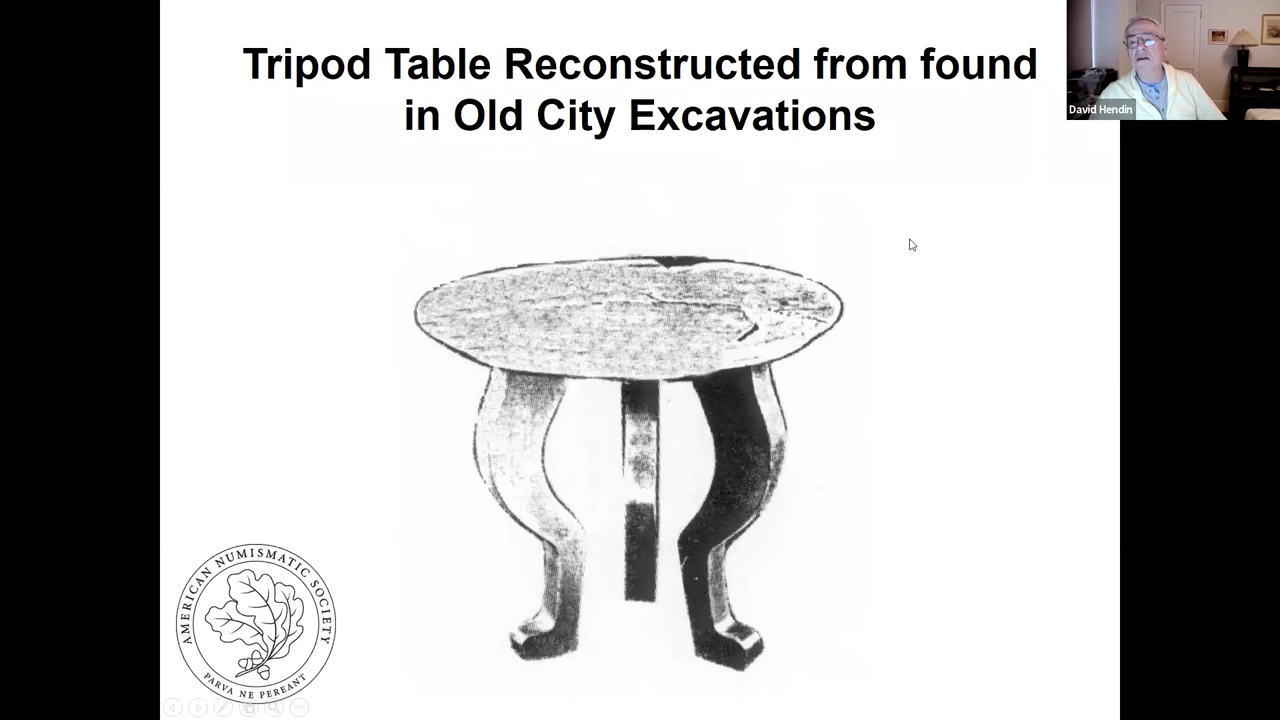 Tripod Table Reconstructed from found
in Old City Excavations
David Hendin
AMERICAN NUMISMATIC SOCIETY
PARVA NE PEREANT